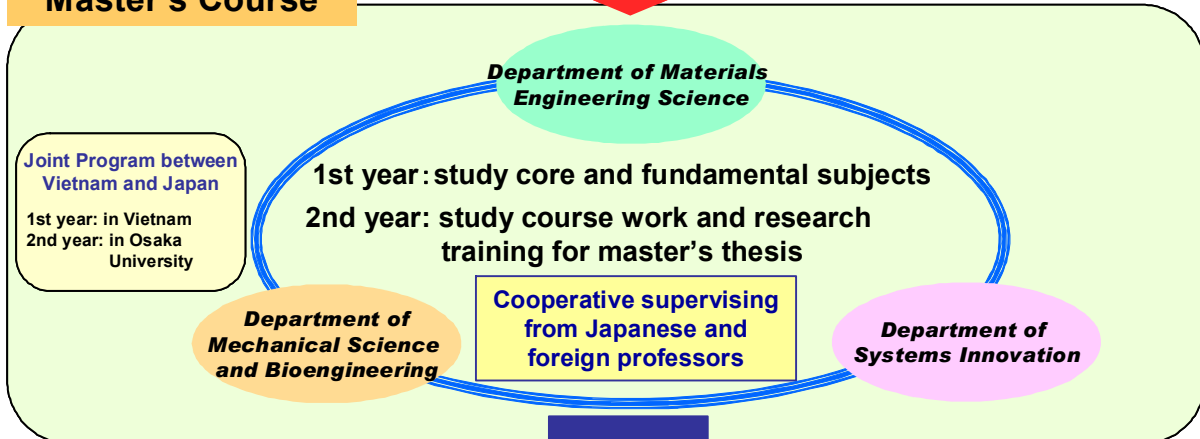 Master's Course
Department of Materials
Engineering Science
Joint Program between
Vietnam and Japan
1st year: in Vietnam
2nd year: in Osaka
University
1st year：study core and fundamental subjects
2nd year: study course work and research
training for master's thesis
Cooperative supervising
from Japanese and
foreign professors
Department of
Mechanical Science
and Bioengineering
Department of
Systems Innovation